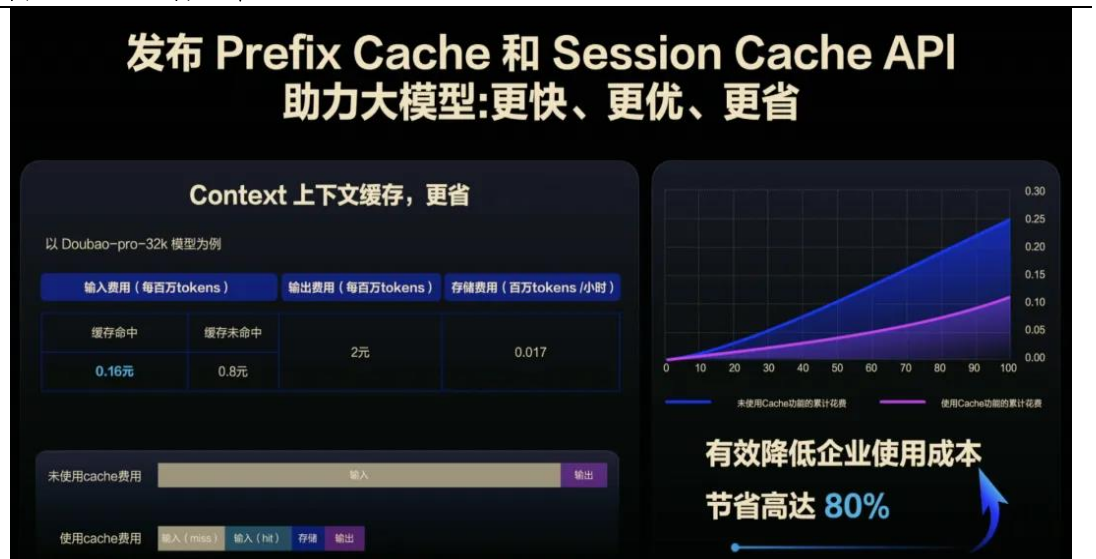 发布 Prefix Cache 和 Session Cache API
助力大模型:更快、更优、更省
Context 上下文缓存，更省
以 Doubao-pro-32k 模型为例
输入费用（每百万tokens） 输出费用（每百万tokens） 存储费用（百万tokens /小时）
缓存命中 缓存未命中
2元 0.017
0.16元 0.8元
未使用cache费用 输入 输出
使用cache费用 输入（miss） 输入（hit） 存储 输出
0.30
0.25
0.20
0.15
0.10
0.05
0.00
0 10 20 30 40 50 60 70 80 90 100
未使用Cache功能的累计花费 使用Cache功能的累计花费
有效降低企业使用成本
节省高达 80%